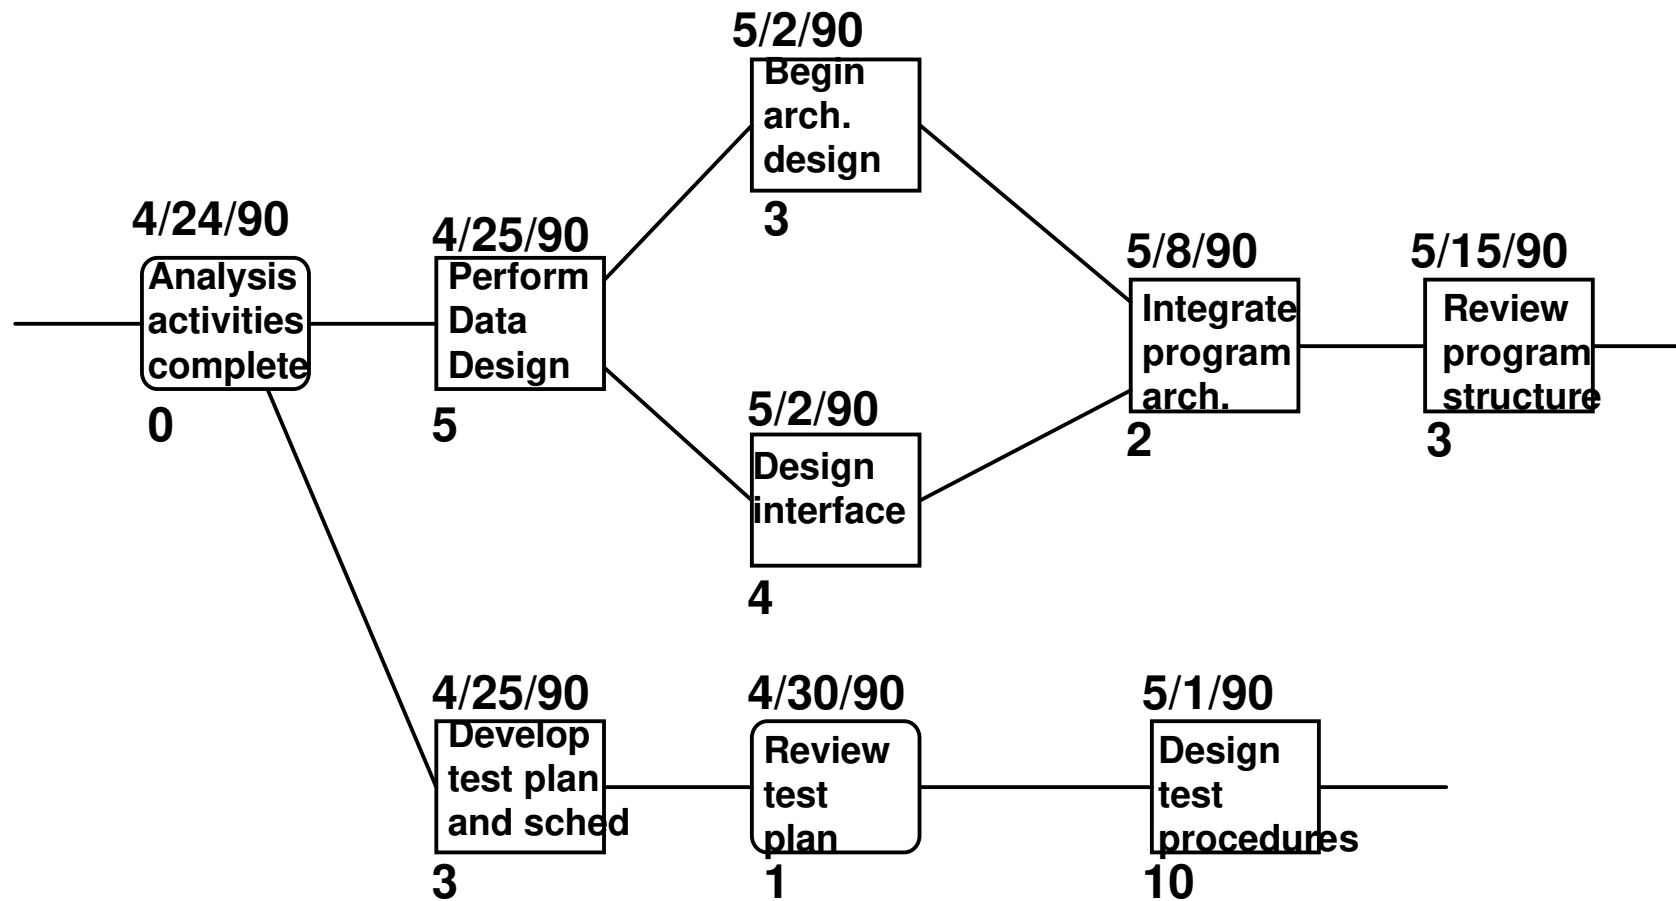 5/2/90
Begin
arch.
design
3
4/24/90
Analysis
activities
complete
0
4/25/90
Perform
Data
Design
5
5/8/90
Integrate
program
arch.
2
5/15/90
Review
program
structure
3
5/2/90
Design
interface
4
4/25/90
Develop
test plan
and sched
3
4/30/90
Review
test
plan
1
5/1/90
Design
test
procedures
10